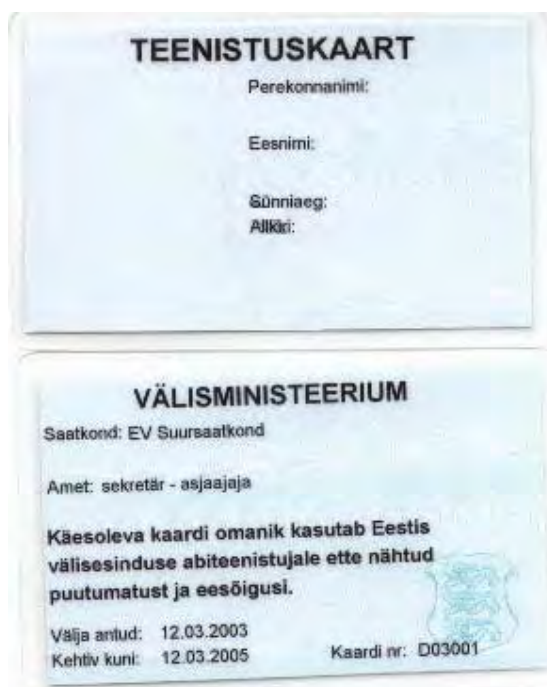 TEENISTUSKAART
Perekonnanimi:
Eesnimi:
Sünniaeg:
Allkiri:
VÄLISMINISTEERIUM
Saatkond: EV Suursaatkond
Amet: sekretär - asjaajaja
Käesoleva kaardi omanik kasutab Eestis
välisesinduse abiteenistujale ette nähtud
puutumatust ja eesõigusi.
Välja antud: 12.03.2003
Kehtiv kuni: 12.03.2005
Kaardi nr: D03001